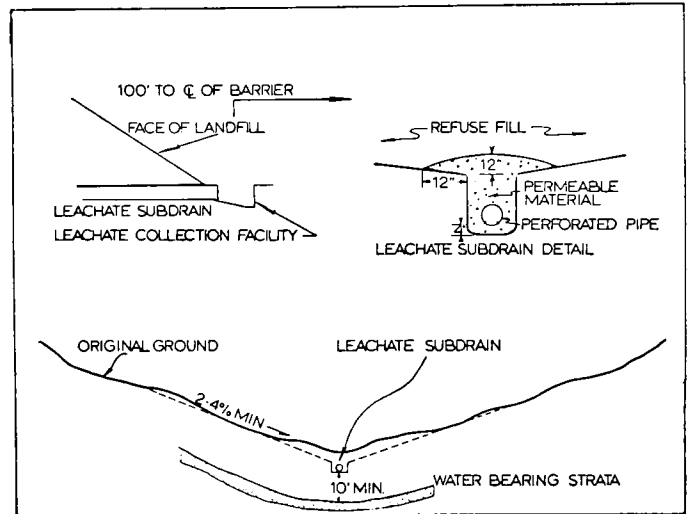 100' TO ℄ OF BARRIER
FACE OF LANDFILL
LEACHATE SUBDRAIN
LEACHATE COLLECTION FACILITY
REFUSE FILL
12"
12"
PERMEABLE
MATERIAL
PERFORATED PIPE
LEACHATE SUBDRAIN DETAIL
ORIGINAL GROUND
LEACHATE SUBDRAIN
2-4% MIN
10' MIN.
WATER BEARING STRATA